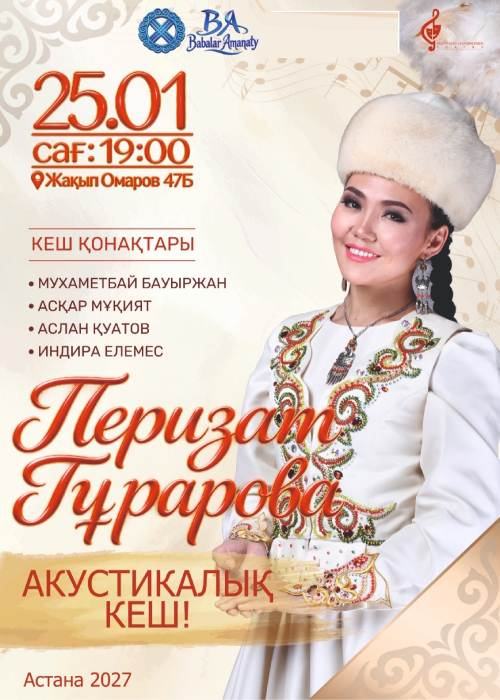 BA
Babalar Amanaty
25.01
сағ: 19:00
Жақып Омаров 47Б
КЕШ ҚОНАҚТАРЫ
• МУХАМЕТБАЙ БАУЫРЖАН
• АСҚАР МҰҚИЯТ
• АСЛАН ҚУАТОВ
• ИНДИРА ЕЛЕМЕС
Перизат
Тұрарова
АКУСТИКАЛЫҚ
КЕШ!
Астана 2027